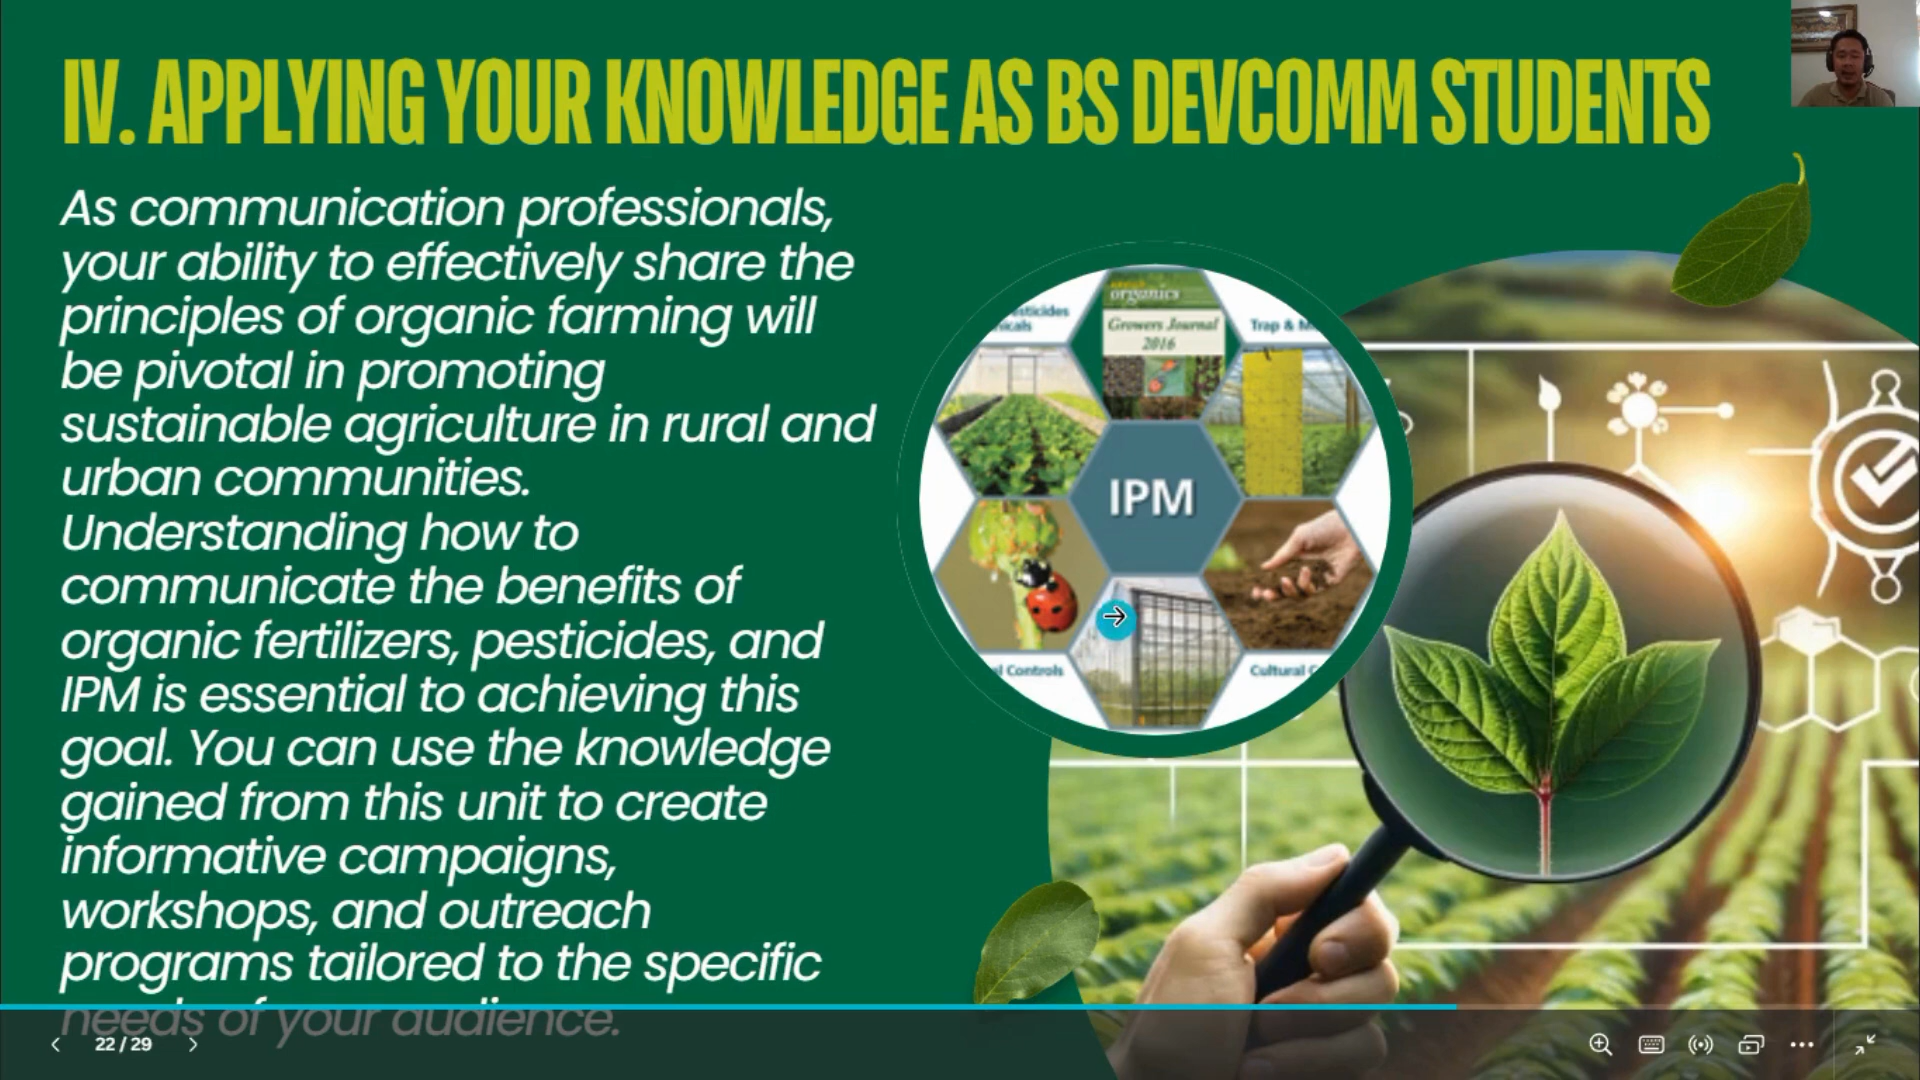 IV. APPLYING YOUR KNOWLEDGE AS BS DEVCOMM STUDENTS
As communication professionals,
your ability to effectively share the
principles of organic farming will
be pivotal in promoting
sustainable agriculture in rural and
urban communities.
Understanding how to
communicate the benefits of
organic fertilizers, pesticides, and
IPM is essential to achieving this
goal. You can use the knowledge
gained from this unit to create
informative campaigns,
workshops, and outreach
programs tailored to the specific
needs of your audience.
organics
Growers Journal
2016
Trap &
IPM
Controls
Cultural
22 / 29